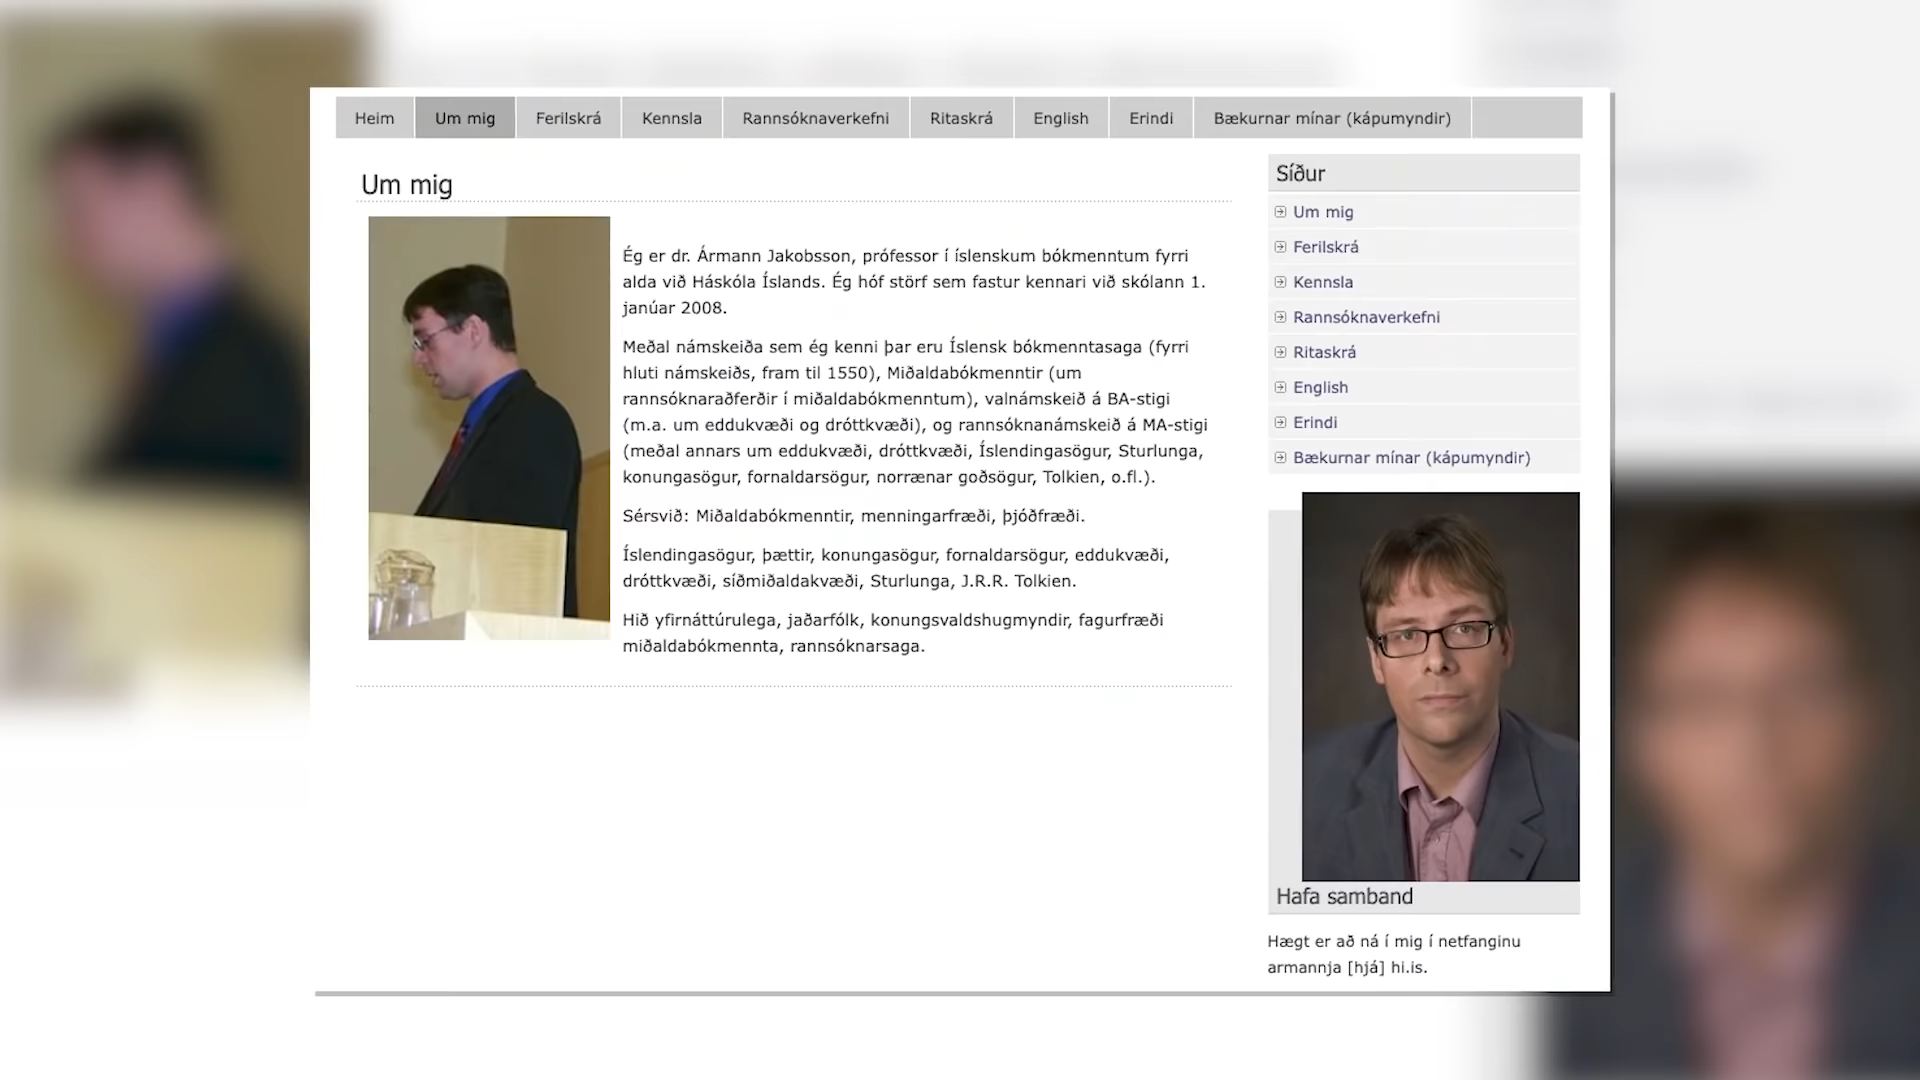 Heim Um mig Ferilskrá Kennsla Rannsóknaverkefni Ritaskrá English Erindi Bækurnar mínar (kápumyndir)
Um mig
Ég er dr. Ármann Jakobsson, prófessor í íslenskum bókmenntum fyrri
alda við Háskóla Íslands. Ég hóf störf sem fastur kennari við skólann 1.
janúar 2008.
Meðal námskeiða sem ég kenni þar eru Íslensk bókmenntasaga (fyrri
hluti námskeiðs, fram til 1550), Miðaldabókmenntir (um
rannsóknaraðferðir í miðaldabókmenntum), valnámskeið á BA-stigi
(m.a. um eddukvæði og dróttkvæði), og rannsóknanámskeið á MA-stigi
(meðal annars um eddukvæði, dróttkvæði, Íslendingasögur, Sturlunga,
konungasögur, fornaldarsögur, norrænar goðsögur, Tolkien, o.fl.).
Sérsvið: Miðaldabókmenntir, menningarfræði, þjóðfræði.
Íslendingasögur, þættir, konungasögur, fornaldarsögur, eddukvæði,
dróttkvæði, síðmiðaldakvæði, Sturlunga, J.R.R. Tolkien.
Hið yfirnáttúrulega, jaðarfólk, konungsvaldshugmyndir, fagurfræði
miðaldabókmennta, rannsóknarsaga.
Síður
Um mig
Ferilskrá
Kennsla
Rannsóknaverkefni
Ritaskrá
English
Erindi
Bækurnar mínar (kápumyndir)
Hafa samband
Hægt er að ná í mig í netfanginu
armannja [hjá] hi.is.